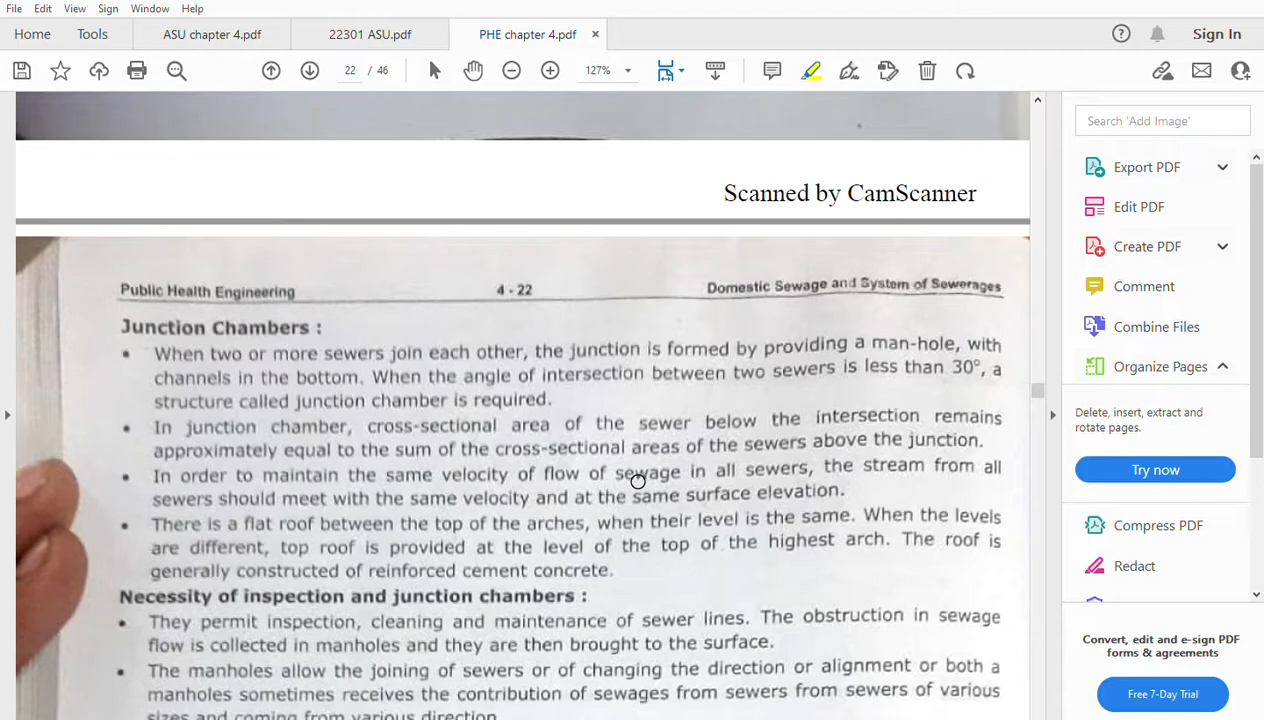 File Edit View Sign Window Help
Home Tools ASU chapter 4.pdf 22301 ASU.pdf PHE chapter 4.pdf × Sign In
22 / 46 127%
Search 'Add Image'
Export PDF
Edit PDF
Create PDF
Comment
Combine Files
Organize Pages
Delete, insert, extract and
rotate pages.
Try now
Compress PDF
Redact
Convert, edit and e-sign PDF
forms & agreements
Free 7-Day Trial
Scanned by CamScanner
Public Health Engineering 4 - 22 Domestic Sewage and System of Sewerages
Junction Chambers :
• When two or more sewers join each other, the junction is formed by providing a man-hole, with
channels in the bottom. When the angle of intersection between two sewers is less than 30°, a
structure called junction chamber is required.
• In junction chamber, cross-sectional area of the sewer below the intersection remains
approximately equal to the sum of the cross-sectional areas of the sewers above the junction.
• In order to maintain the same velocity of flow of sewage in all sewers, the stream from all
sewers should meet with the same velocity and at the same surface elevation.
• There is a flat roof between the top of the arches, when their level is the same. When the levels
are different, top roof is provided at the level of the top of the highest arch. The roof is
generally constructed of reinforced cement concrete.
Necessity of inspection and junction chambers :
• They permit inspection, cleaning and maintenance of sewer lines. The obstruction in sewage
flow is collected in manholes and they are then brought to the surface.
• The manholes allow the joining of sewers or of changing the direction or alignment or both a
manholes sometimes receives the contribution of sewages from sewers from sewers of various
sizes and coming from various direction